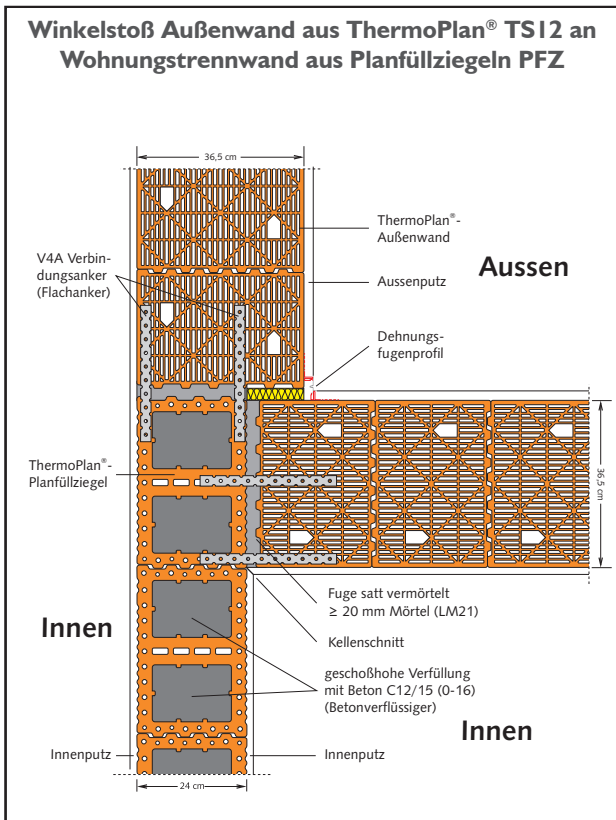 Winkelstoß Außenwand aus ThermoPlan® TS12 an
Wohnungstrennwand aus Planfüllziegeln PFZ
36,5 cm
ThermoPlan®-
Außenwand
V4A Verbin-
dungsanker
(Flachanker)
Aussen
Aussenputz
Dehnungs-
fugenprofil
ThermoPlan®-
Planfüllziegel
36,5 cm
Fuge satt vermörtelt
≥ 20 mm Mörtel (LM21)
Innen
Kellenschnitt
geschoßhohe Verfüllung
mit Beton C12/15 (0-16)
(Betonverflüssiger)
Innen
Innenputz
Innenputz
24 cm